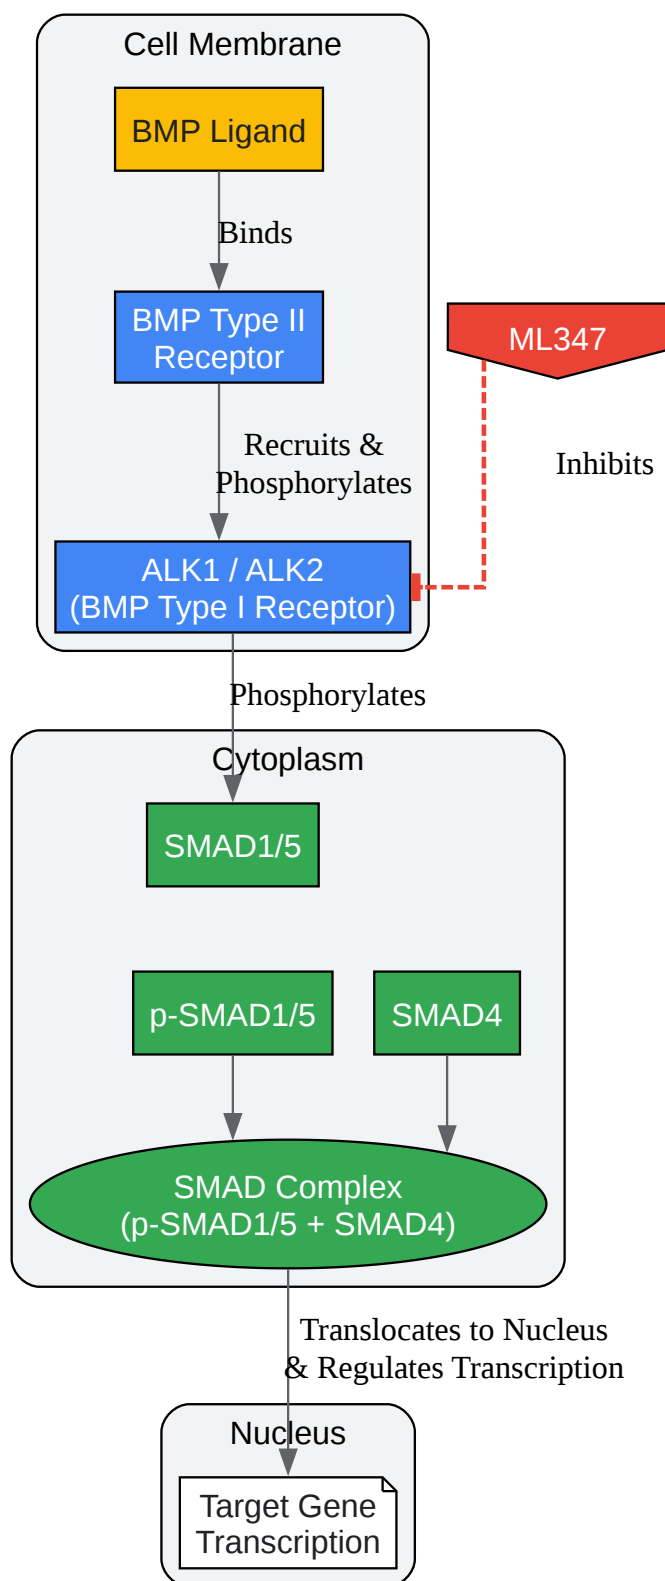 Cell Membrane
BMP Ligand
Binds
BMP Type II
Receptor
ML347
Recruits &
Phosphorylates
Inhibits
ALK1 / ALK2
(BMP Type I Receptor)
Phosphorylates
Cytoplasm
SMAD1/5
p-SMAD1/5
SMAD4
SMAD Complex
(p-SMAD1/5 + SMAD4)
Translocates to Nucleus
& Regulates Transcription
Nucleus
Target Gene
Transcription